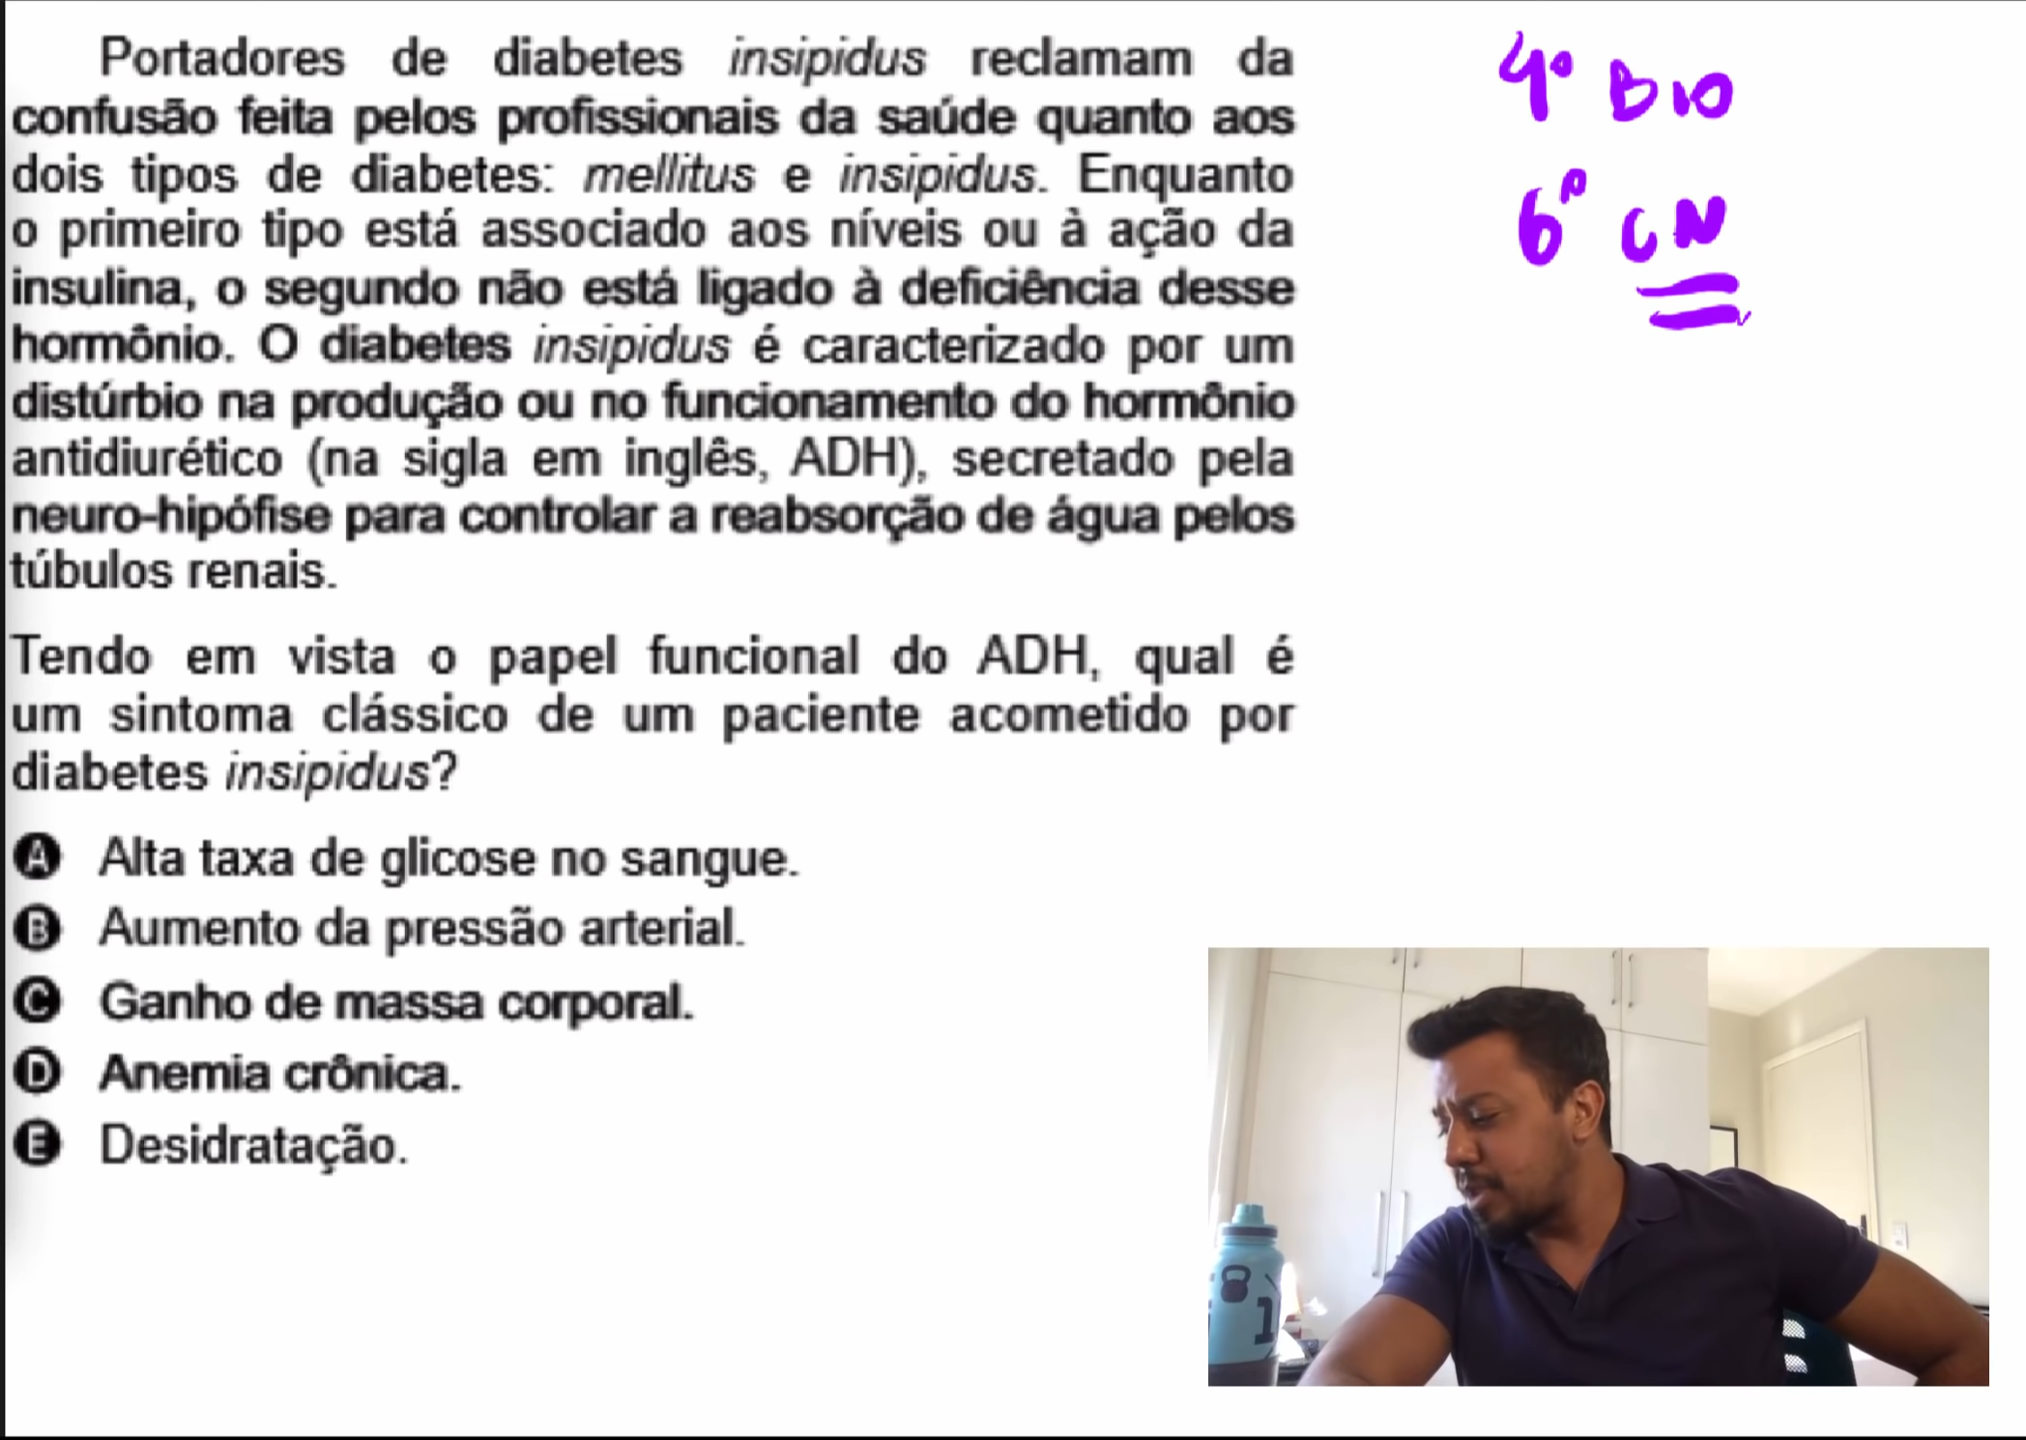 Portadores de diabetes insipidus reclamam da
confusão feita pelos profissionais da saúde quanto aos
dois tipos de diabetes: mellitus e insipidus. Enquanto
o primeiro tipo está associado aos níveis ou à ação da
insulina, o segundo não está ligado à deficiência desse
hormônio. O diabetes insipidus é caracterizado por um
distúrbio na produção ou no funcionamento do hormônio
antidiurético (na sigla em inglês, ADH), secretado pela
neuro-hipófise para controlar a reabsorção de água pelos
túbulos renais.
Tendo em vista o papel funcional do ADH, qual é
um sintoma clássico de um paciente acometido por
diabetes insipidus?
A Alta taxa de glicose no sangue.
B Aumento da pressão arterial.
C Ganho de massa corporal.
D Anemia crônica.
E Desidratação.
4º BIO
6º CN
1